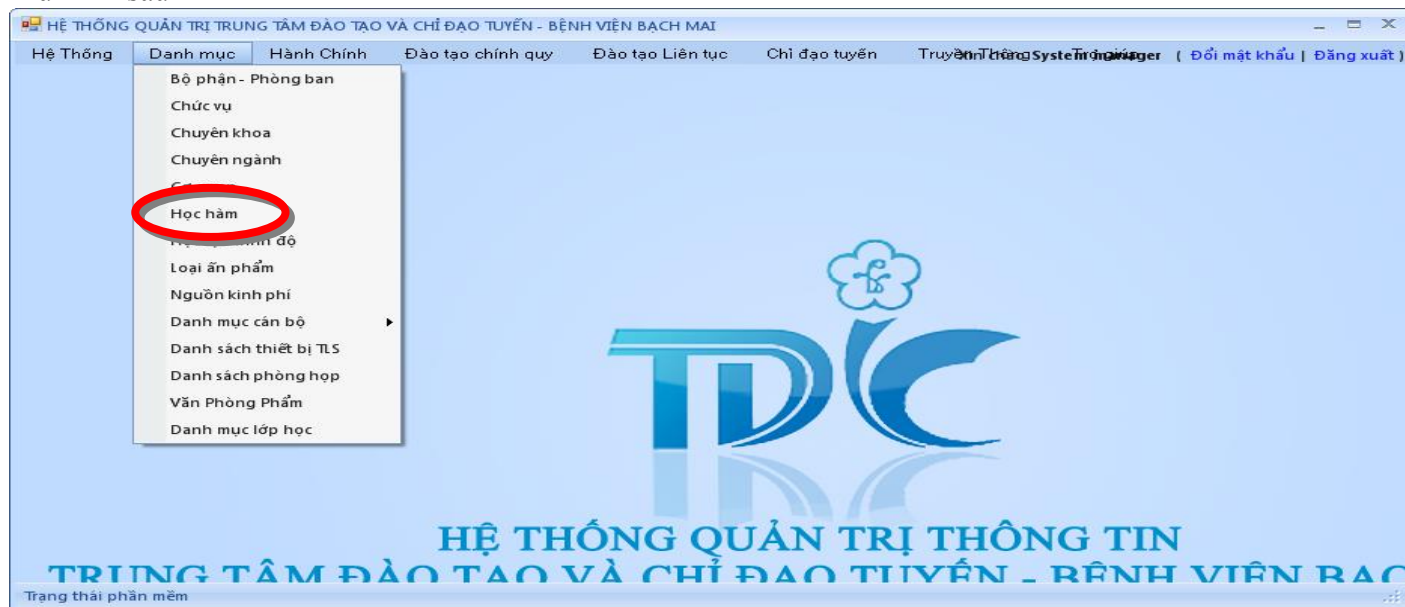 HỆ THỐNG QUẢN TRỊ TRUNG TÂM ĐÀO TẠO VÀ CHỈ ĐẠO TUYẾN - BỆNH VIỆN BẠCH MAI
Hệ Thống Danh mục Hành Chính Đào tạo chính quy Đào tạo Liên tục Chỉ đạo tuyến System manager ( Đổi mật khẩu | Đăng xuất )
Bộ phận - Phòng ban
Chức vụ
Chuyên khoa
Chuyên ngành
Học hàm
độ
Loại ấn phẩm
Nguồn kinh phí
Danh mục cán bộ
Danh sách thiết bị TLS
Danh sách phòng họp
Văn Phòng Phẩm
Danh mục lớp học
TDC
HỆ THỐNG QUẢN TRỊ THÔNG TIN
TRUNG TÂM ĐÀO TẠO VÀ CHỈ ĐẠO TUYẾN - BỆNH VIỆN BẠC
Trạng thái phần mềm